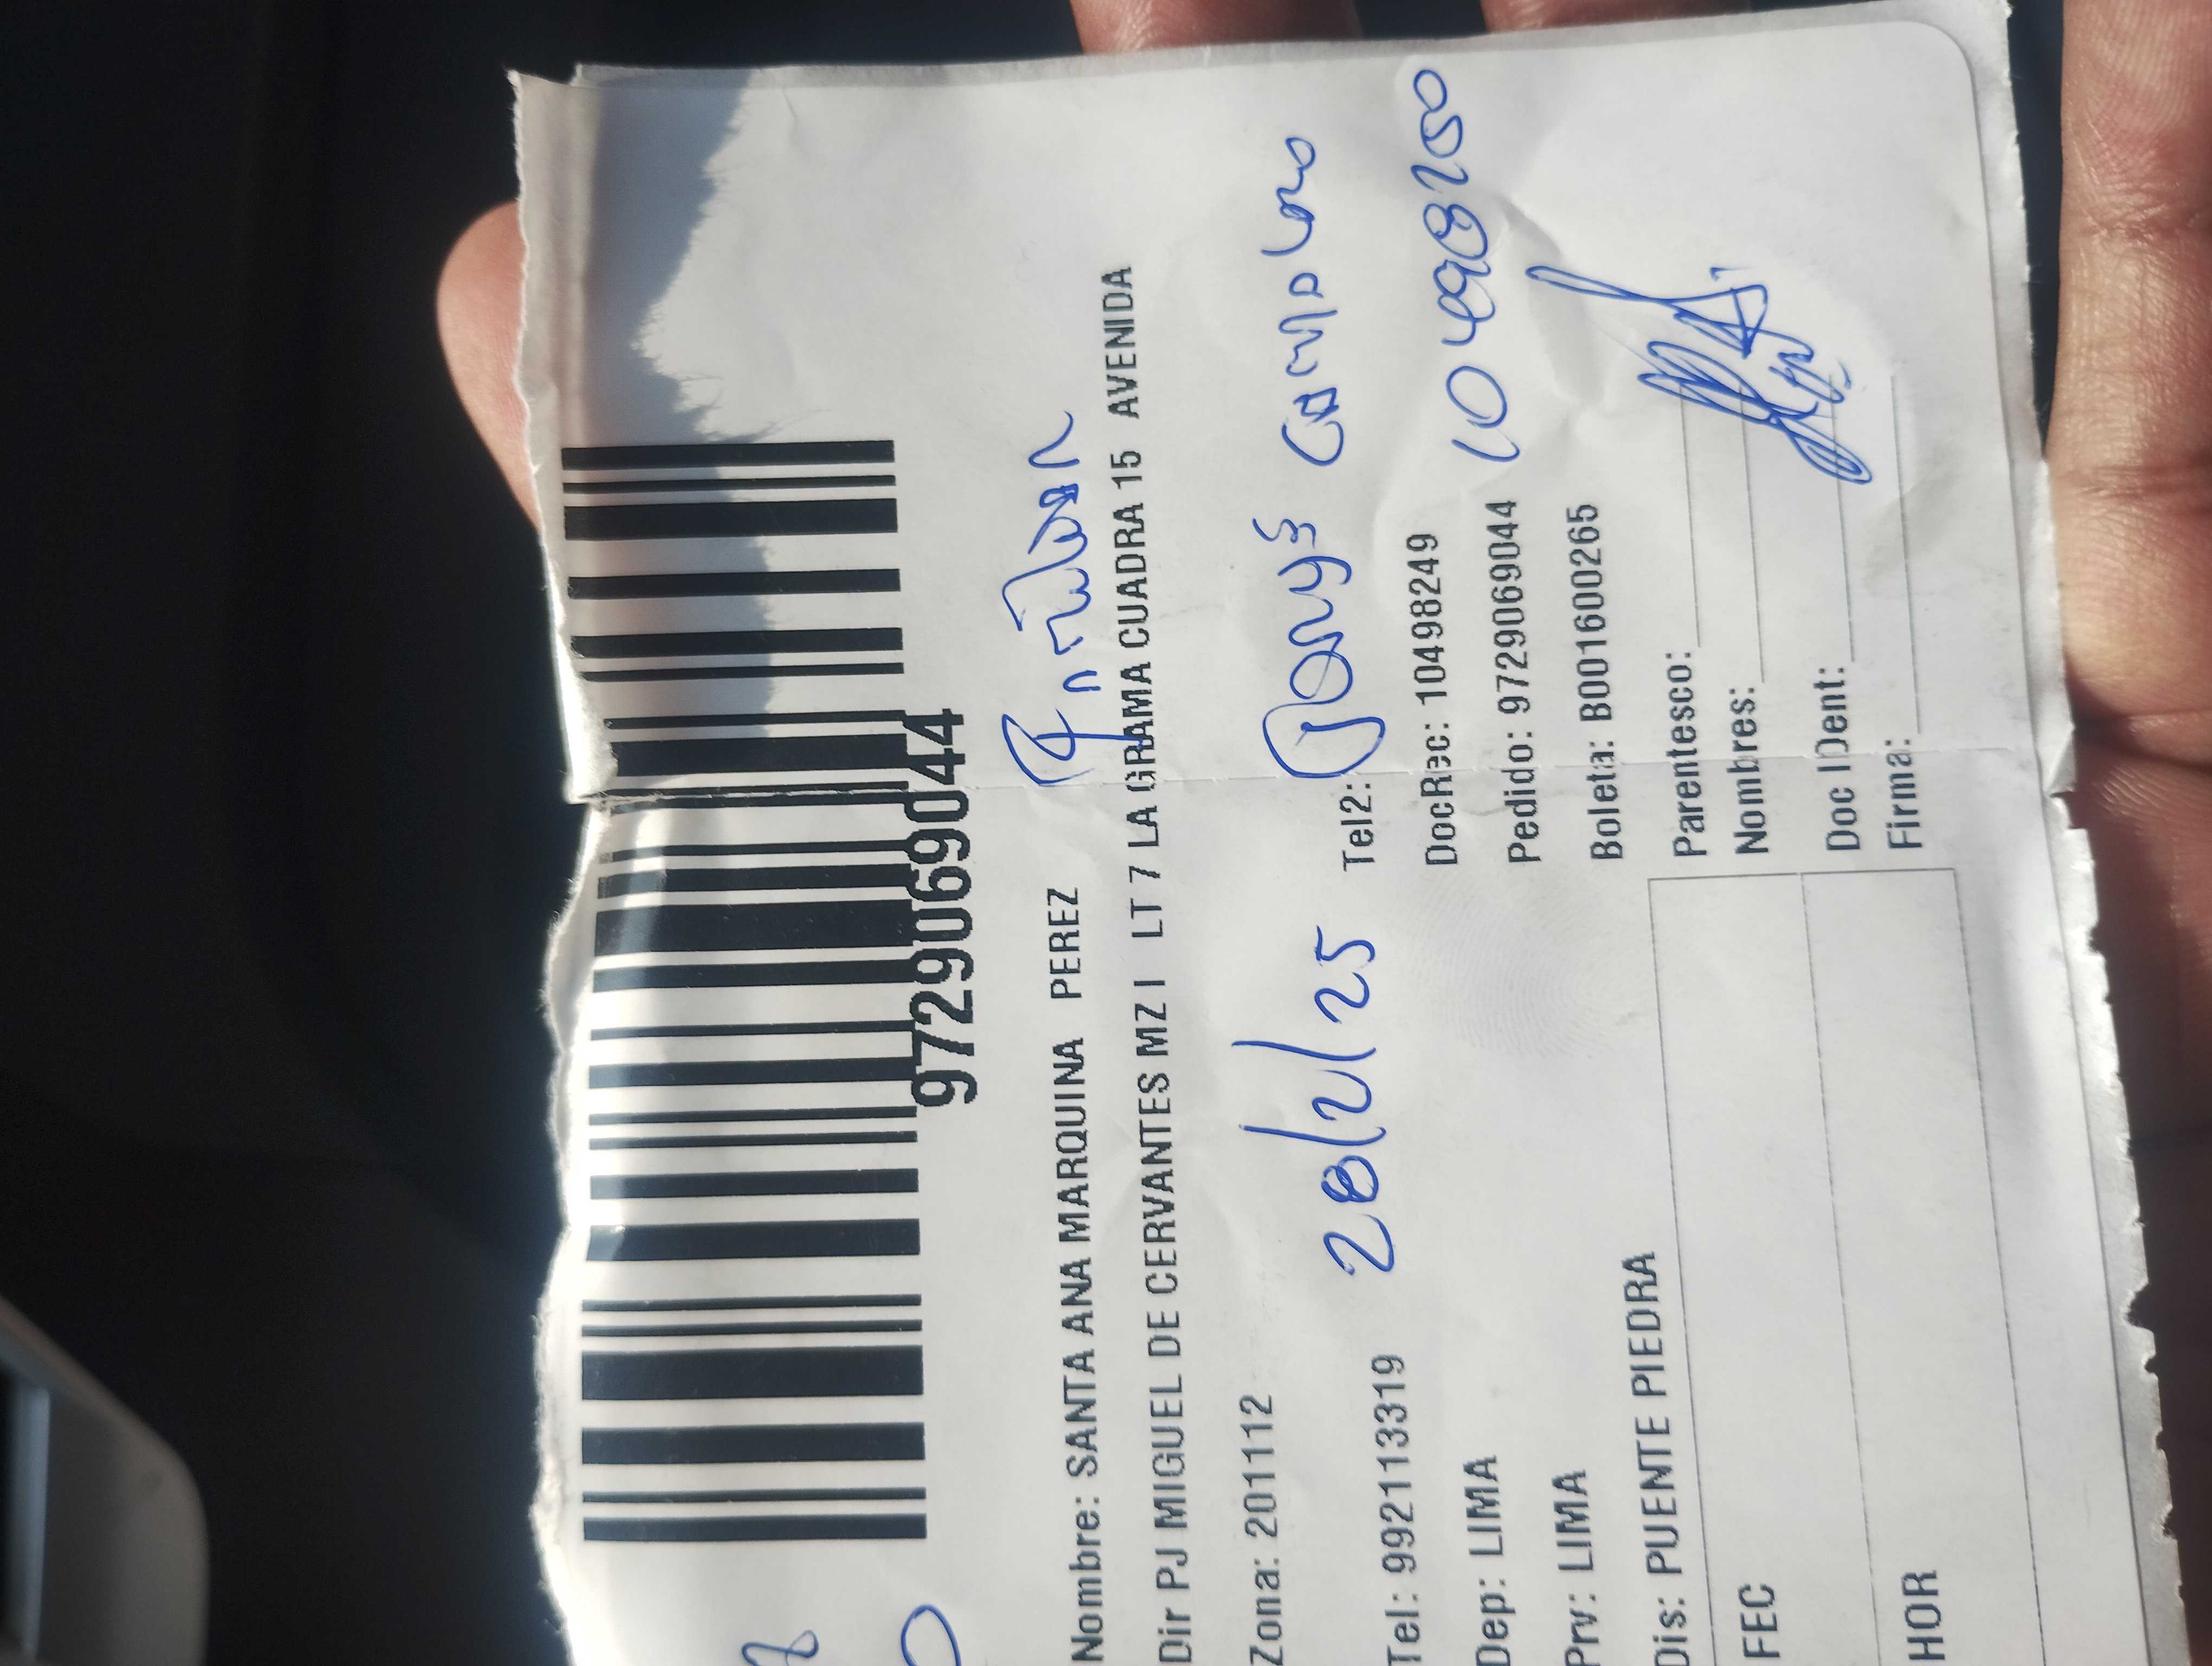 9729069044
Nombre: SANTA ANA MARQUINA PEREZ
Dir PJ MIGUEL DE CERVANTES MZ I LT 7 LA GRAMA CUADRA 15 AVENIDA
Zona: 201112
28/2/25
Tel: 992113319
Tel2:
Dep: LIMA
DocRec: 10498249
10498250
Prv: LIMA
Pedido: 9729069044
Dis: PUENTE PIEDRA
Boleta: B001600265
FEC
Parentesco:
Nombres:
HOR
Doc IDent:
Firma: